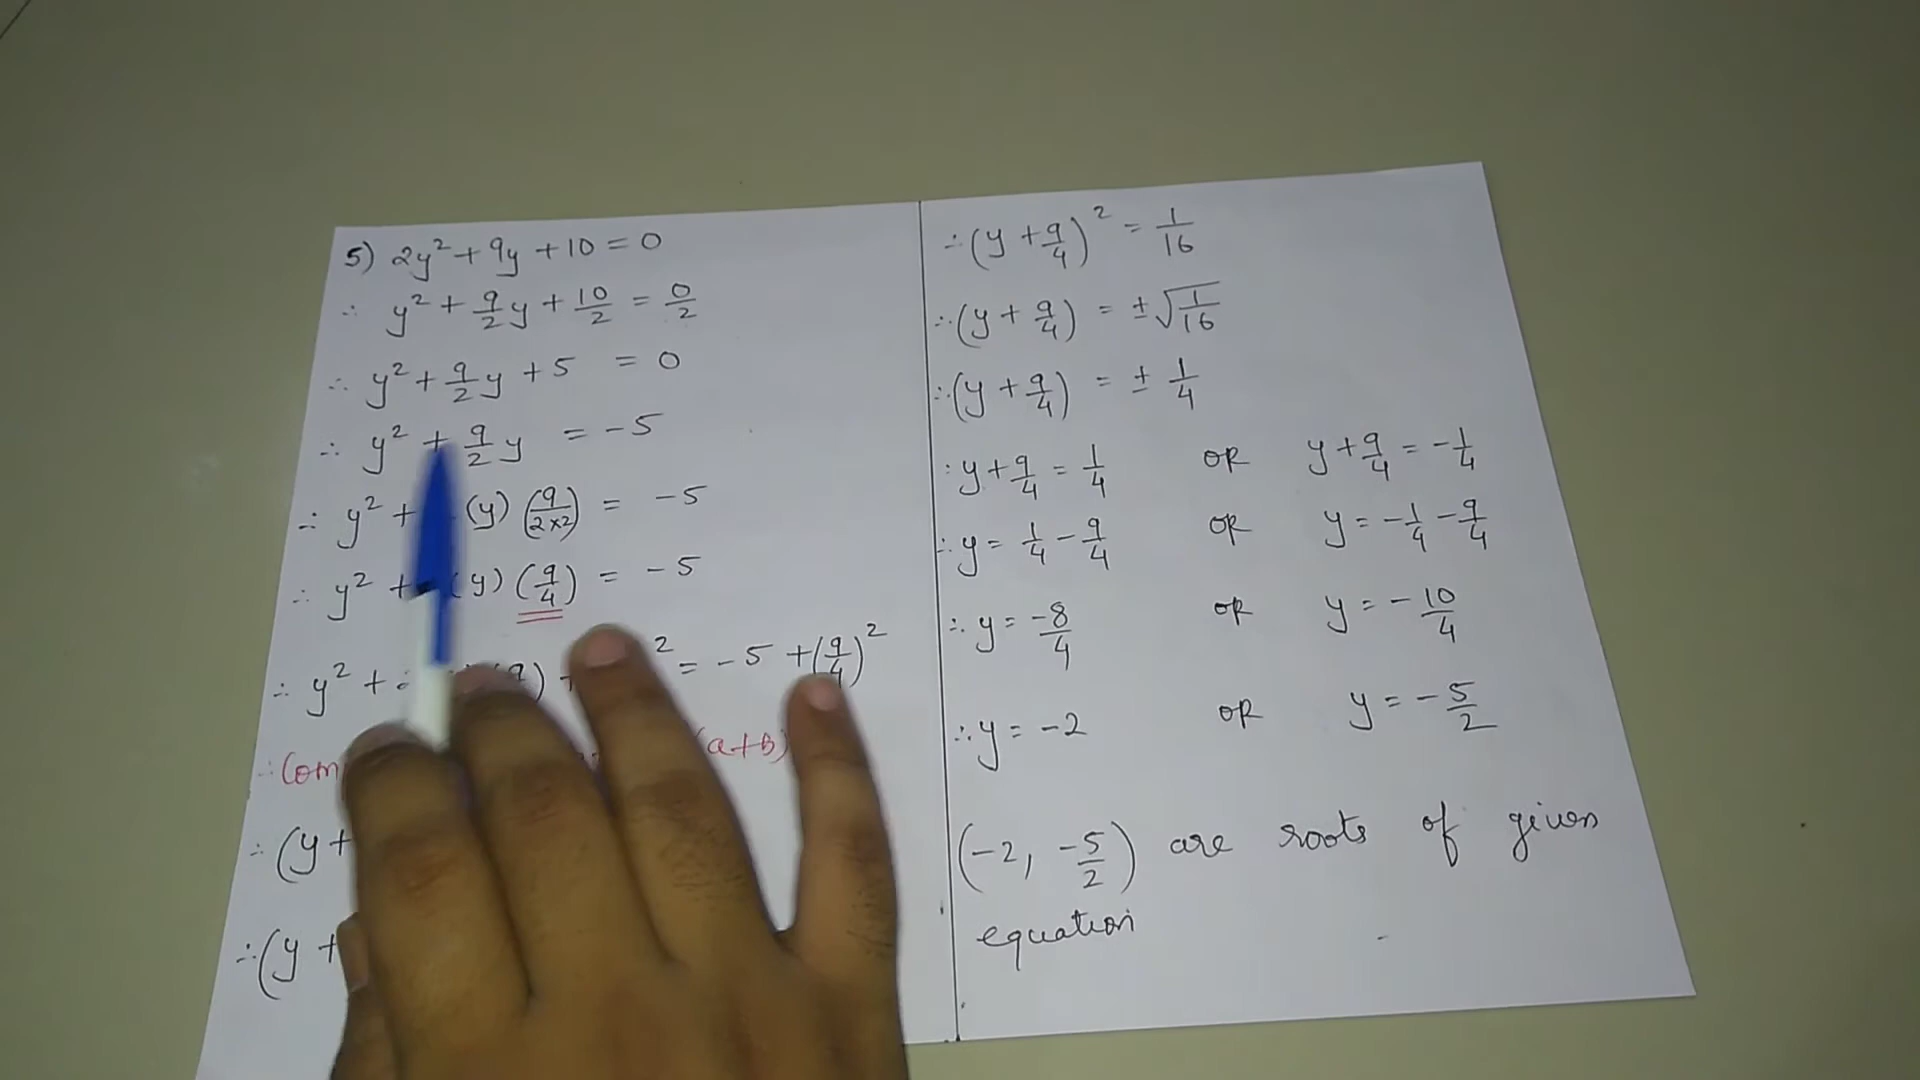 5) 2y² + 9y + 10 = 0
∴ y² + 9/2 y + 10/2 = 0/2
∴ y² + 9/2 y + 5 = 0
∴ y² + 9/2 y = -5
∴ y² + (y) (9/2×2) = -5
∴ y² + (y) (9/4) = -5
∴ y² + ² = -5 + (9/4)²
(a+b)
∴ (y +
∴ (y +
∴ (y + 9/4)² = 1/16
∴ (y + 9/4) = ± √1/16
∴ (y + 9/4) = ± 1/4
∴ y + 9/4 = 1/4 OR y + 9/4 = -1/4
∴ y = 1/4 - 9/4 OR y = -1/4 - 9/4
∴ y = -8/4 OR y = -10/4
∴ y = -2 OR y = -5/2
(-2, -5/2) are roots of given
equation